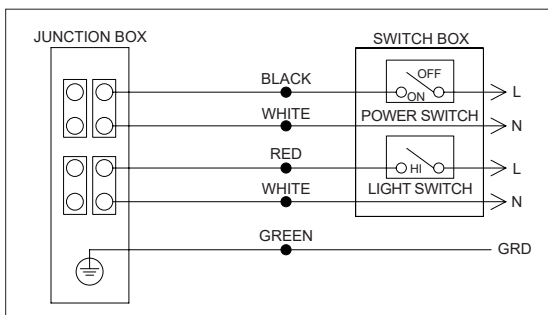 JUNCTION BOX
SWITCH BOX
BLACK
OFF
ON
L
WHITE
POWER SWITCH
N
RED
HI
L
LIGHT SWITCH
WHITE
N
GREEN
GRD